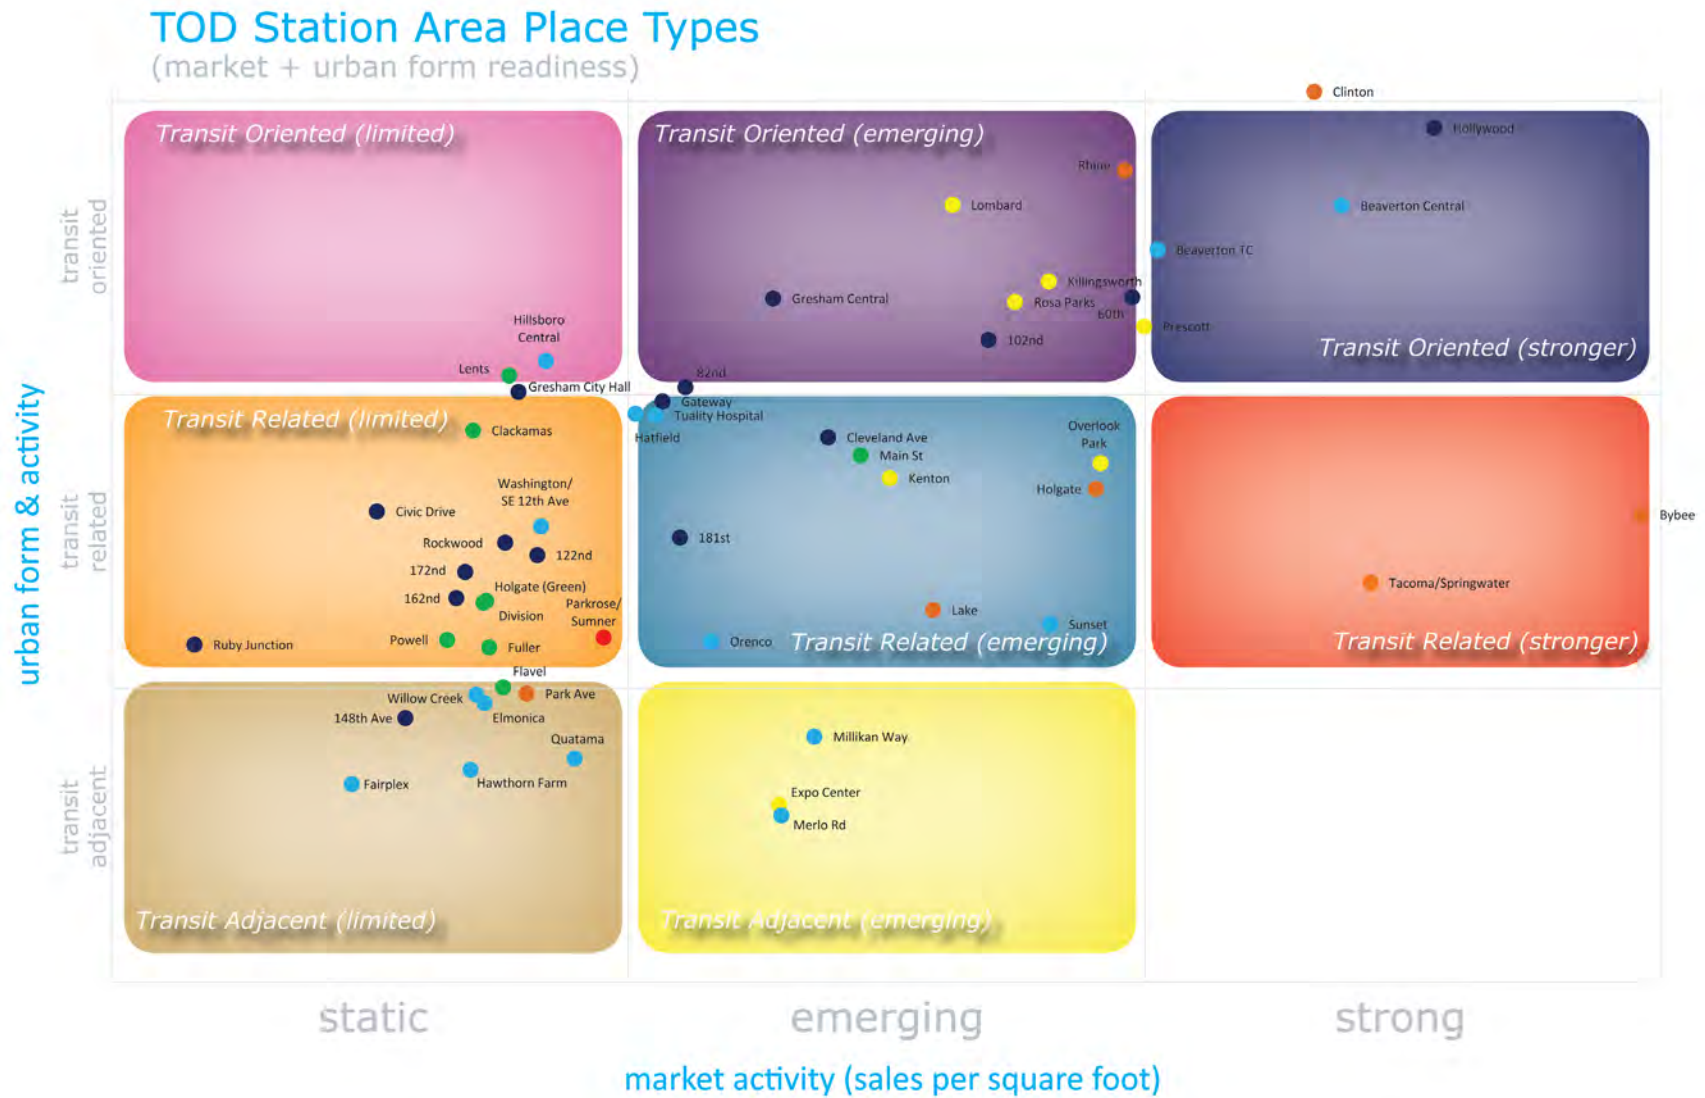 TOD Station Area Place Types
(market + urban form readiness)
Clinton
Transit Oriented (limited)
Transit Oriented (emerging)
Hollywood
Rhine
Lombard
Beaverton Central
Beaverton TC
Killingsworth
Gresham Central
Rosa Parks
60th
Prescott
102nd
Transit Oriented (stronger)
Hillsboro
Central
Lents
Gresham City Hall
82nd
Gateway
Tuality Hospital
Hatfield
Transit Related (limited)
Clackamas
Cleveland Ave
Main St
Kenton
Overlook
Park
Holgate
Washington/
SE 12th Ave
Civic Drive
Rockwood
122nd
172nd
162nd
Holgate (Green)
Division
Parkrose/
Sumner
Powell
Fuller
Ruby Junction
181st
Lake
Sunset
Orenco
Transit Related (emerging)
Bybee
Tacoma/Springwater
Transit Related (stronger)
Flavel
Willow Creek
Park Ave
148th Ave
Elmonica
Quatama
Fairplex
Hawthorn Farm
Millikan Way
Expo Center
Merlo Rd
Transit Adjacent (limited)
Transit Adjacent (emerging)
urban form & activity
transit
oriented
transit
related
transit
adjacent
static
emerging
strong
market activity (sales per square foot)